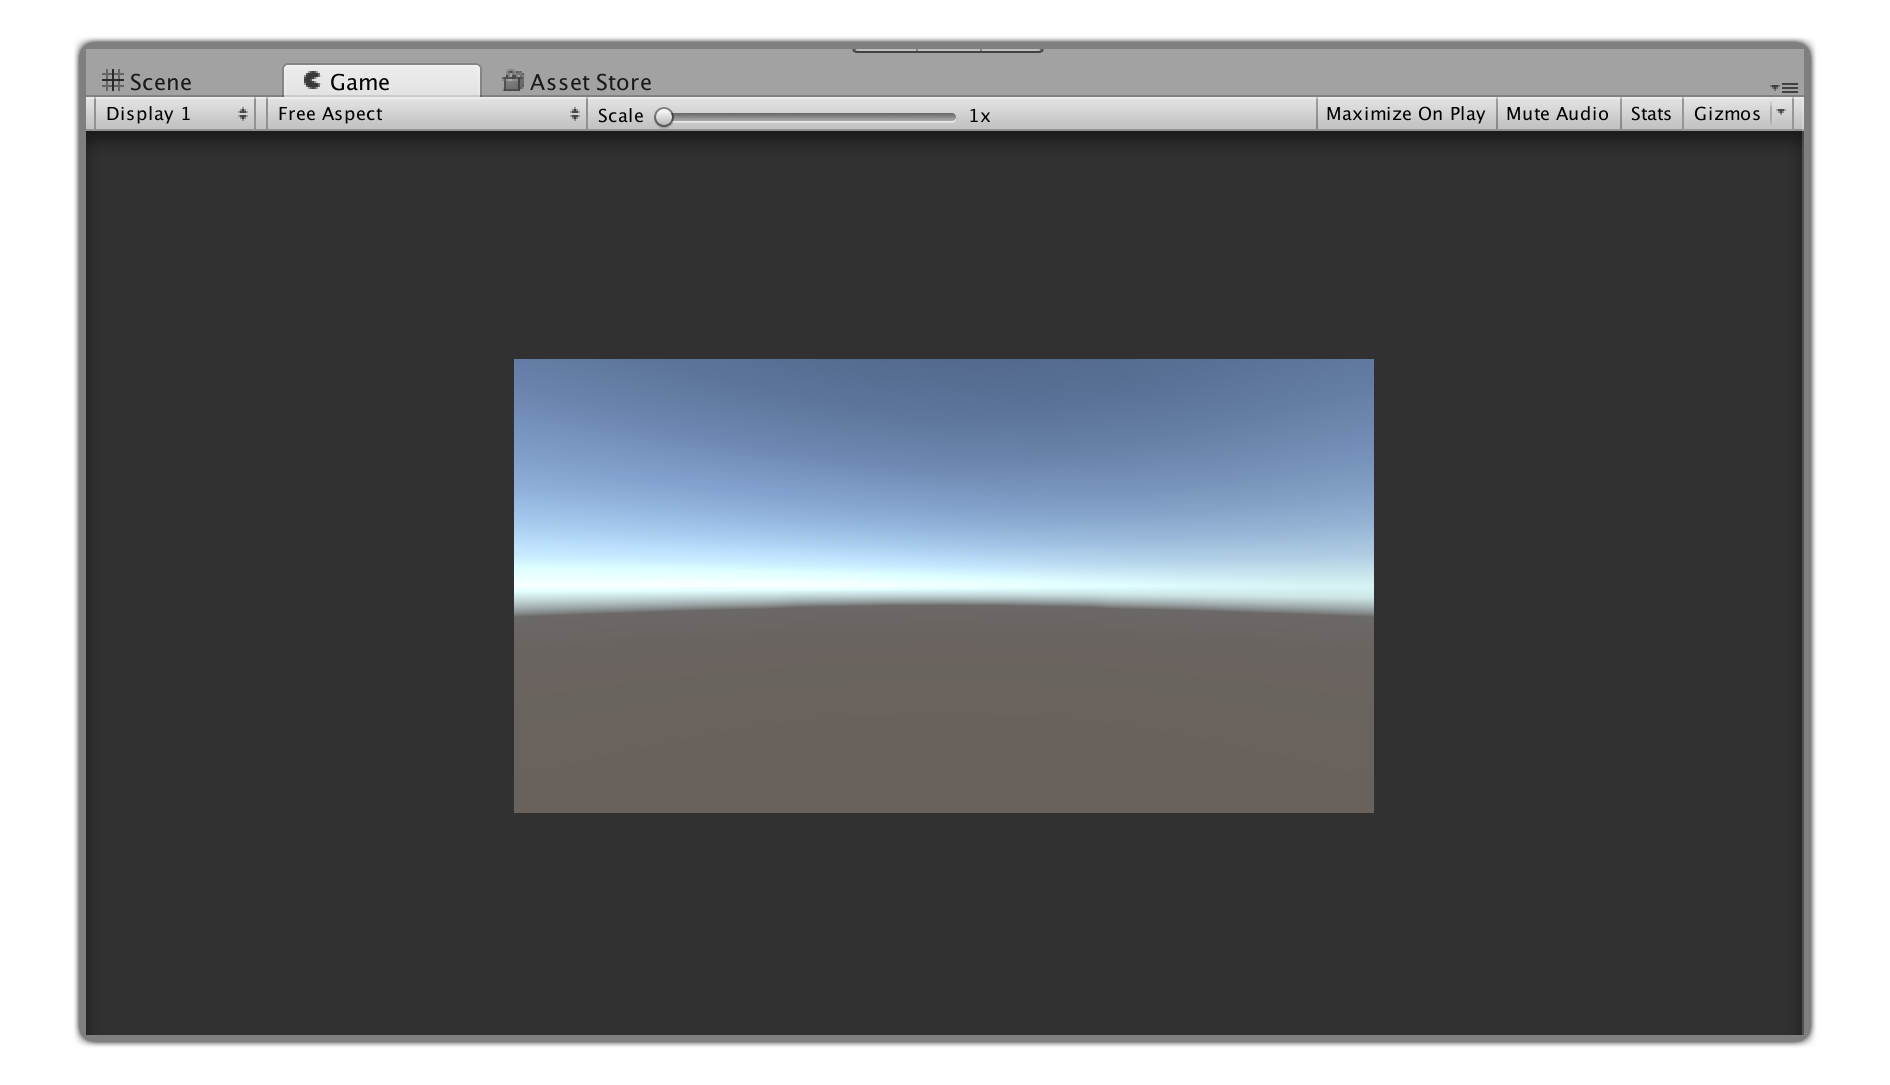 Scene Game Asset Store
Display 1 Free Aspect Scale 1x Maximize On Play Mute Audio Stats Gizmos